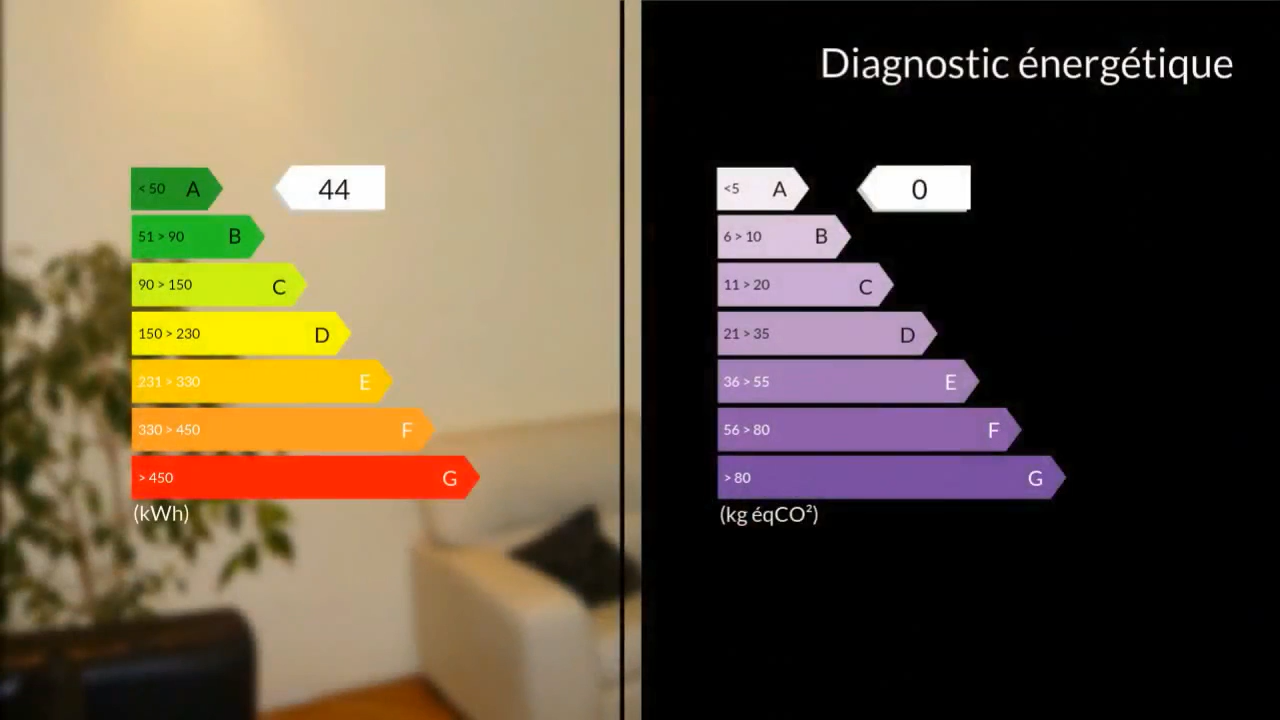 Diagnostic énergétique
< 50 A 44
51 > 90 B
90 > 150 C
150 > 230 D
231 > 330 E
330 > 450 F
> 450 G
(kWh)
<5 A 0
6 > 10 B
11 > 20 C
21 > 35 D
36 > 55 E
56 > 80 F
> 80 G
(kg éqCO²)